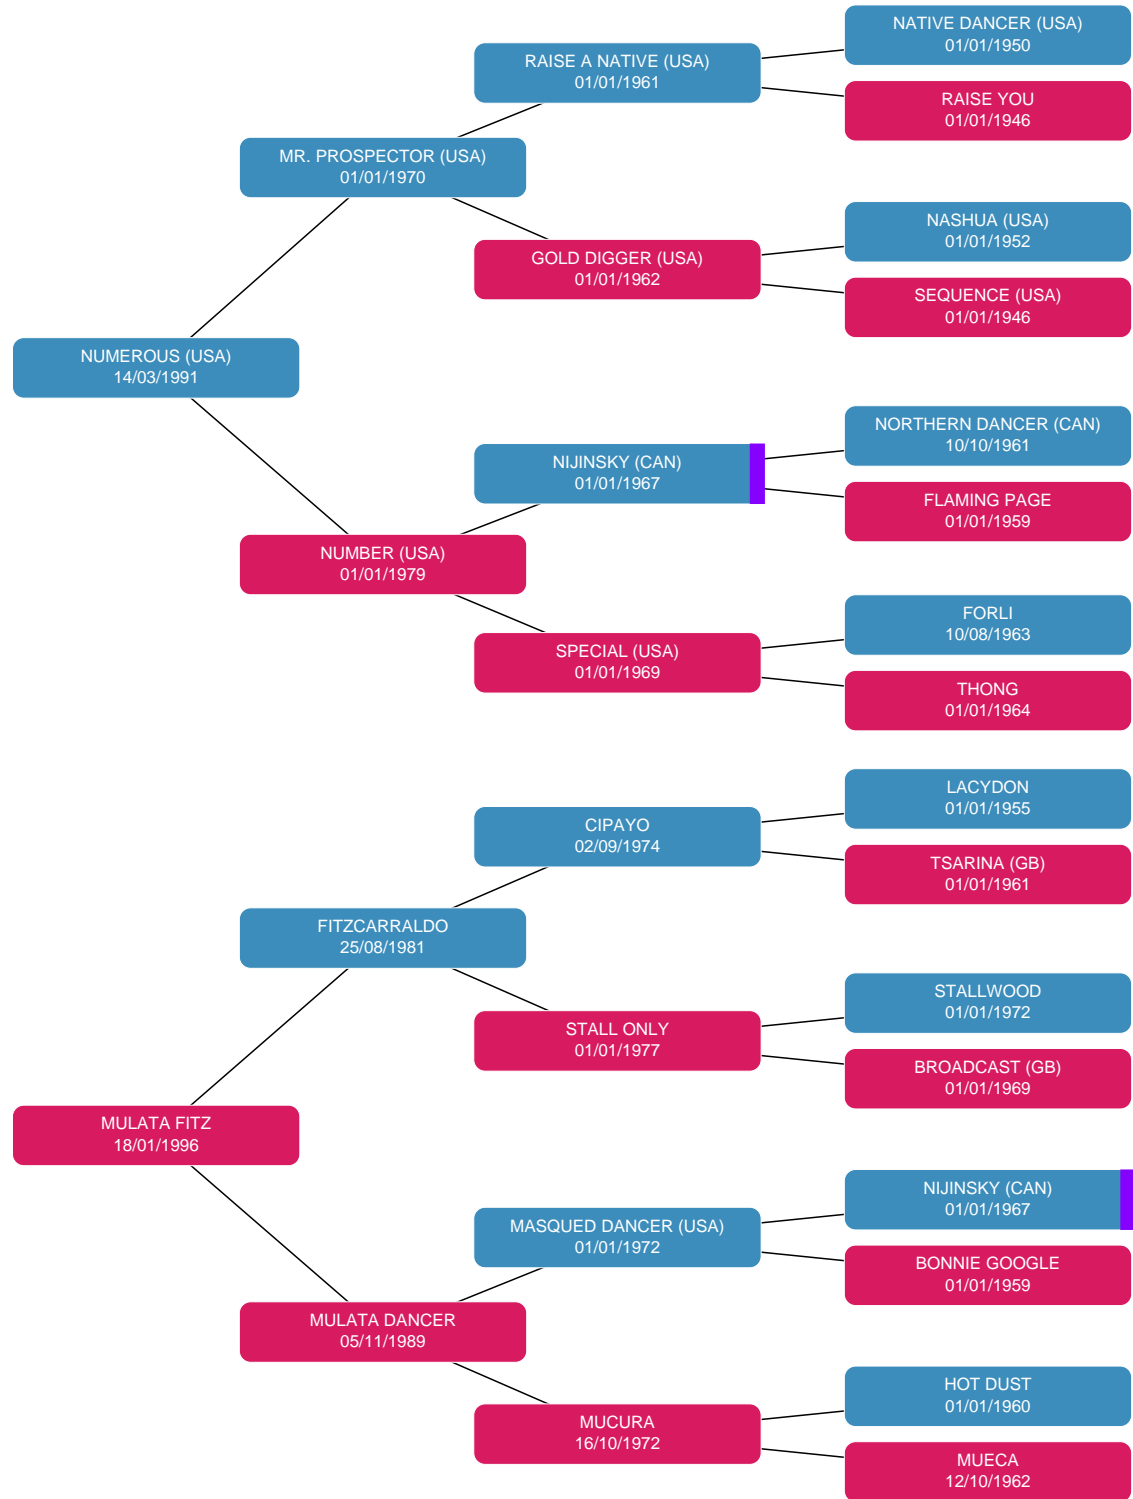 NATIVE DANCER (USA)
01/01/1950
RAISE A NATIVE (USA)
01/01/1961
RAISE YOU
01/01/1946
MR. PROSPECTOR (USA)
01/01/1970
NASHUA (USA)
01/01/1952
GOLD DIGGER (USA)
01/01/1962
SEQUENCE (USA)
01/01/1946
NUMEROUS (USA)
14/03/1991
NORTHERN DANCER (CAN)
10/10/1961
NIJINSKY (CAN)
01/01/1967
FLAMING PAGE
01/01/1959
NUMBER (USA)
01/01/1979
FORLI
10/08/1963
SPECIAL (USA)
01/01/1969
THONG
01/01/1964
LACYDON
01/01/1955
CIPAYO
02/09/1974
TSARINA (GB)
01/01/1961
FITZCARRALDO
25/08/1981
STALLWOOD
01/01/1972
STALL ONLY
01/01/1977
BROADCAST (GB)
01/01/1969
MULATA FITZ
18/01/1996
NIJINSKY (CAN)
01/01/1967
MASQUED DANCER (USA)
01/01/1972
BONNIE GOOGLE
01/01/1959
MULATA DANCER
05/11/1989
HOT DUST
01/01/1960
MUCURA
16/10/1972
MUECA
12/10/1962